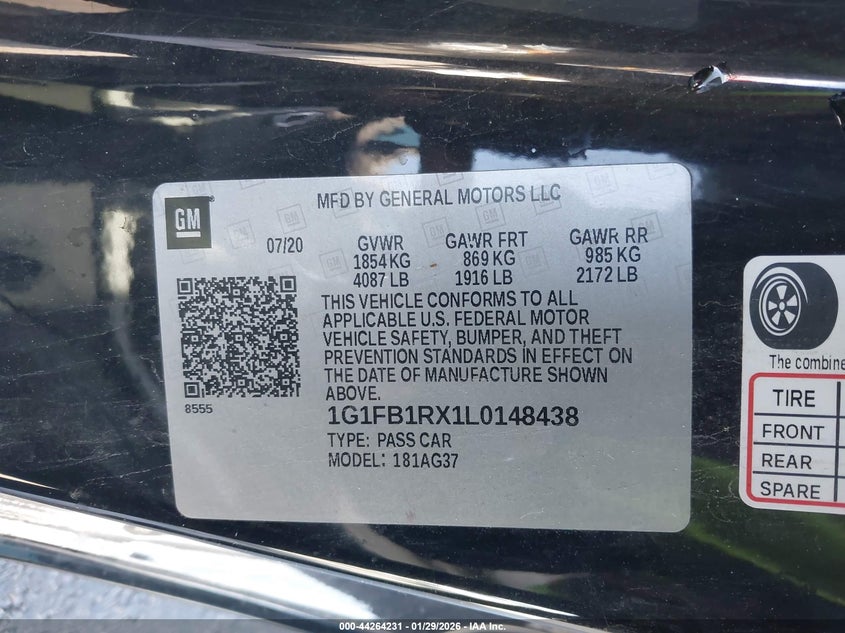 MFD BY GENERAL MOTORS LLC
GM
07/20 GVWR GAWR FRT GAWR RR
1854 KG 869 KG 985 KG
4087 LB 1916 LB 2172 LB
THIS VEHICLE CONFORMS TO ALL
APPLICABLE U.S. FEDERAL MOTOR
VEHICLE SAFETY, BUMPER, AND THEFT
PREVENTION STANDARDS IN EFFECT ON
THE DATE OF MANUFACTURE SHOWN
ABOVE.
8555
1G1FB1RX1L0148438
TYPE: PASS CAR
MODEL: 181AG37
The combine
TIRE
FRONT
REAR
SPARE
000-44264231 - 01/29/2026 - IAA Inc.